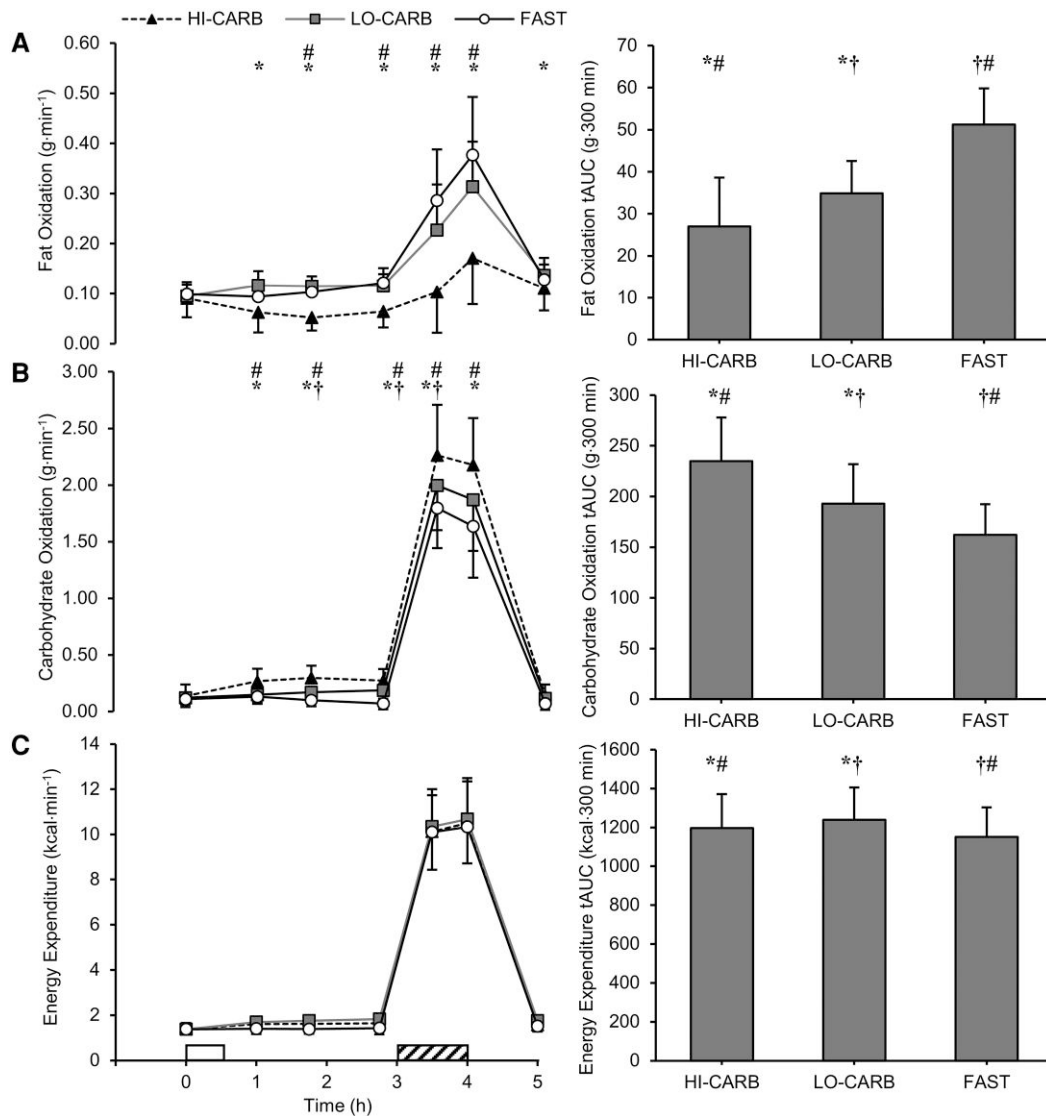 HI-CARB LO-CARB FAST
A
Fat Oxidation (g·min⁻¹)
0.60
0.50
0.40
0.30
0.20
0.10
0.00
# # # #
* * * * * *
Fat Oxidation tAUC (g·300 min)
70
60
50
40
30
20
10
0
*# *† †#
HI-CARB LO-CARB FAST
B
Carbohydrate Oxidation (g·min⁻¹)
3.00
2.50
2.00
1.50
1.00
0.50
0.00
# # # # #
* *† *† *† *
Carbohydrate Oxidation tAUC (g·300 min)
300
250
200
150
100
50
0
*# *† †#
HI-CARB LO-CARB FAST
C
Energy Expenditure (kcal·min⁻¹)
14
12
10
8
6
4
2
0
0 1 2 3 4 5
Time (h)
Energy Expenditure tAUC (kcal·300 min)
1600
1400
1200
1000
800
600
400
200
0
*# *† †#
HI-CARB LO-CARB FAST